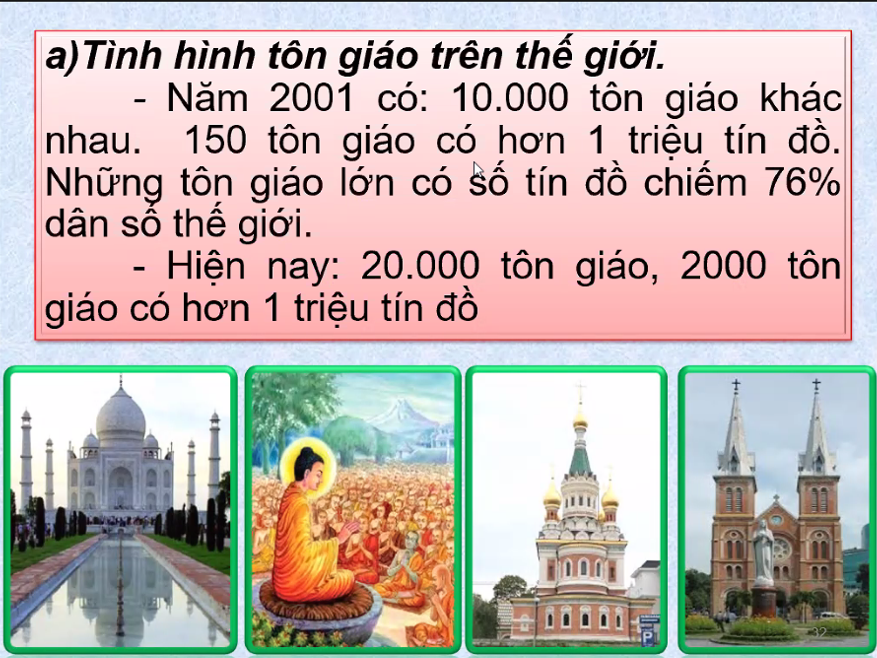 a)Tình hình tôn giáo trên thế giới.
- Năm 2001 có: 10.000 tôn giáo khác
nhau. 150 tôn giáo có hơn 1 triệu tín đồ.
Những tôn giáo lớn có số tín đồ chiếm 76%
dân số thế giới.
- Hiện nay: 20.000 tôn giáo, 2000 tôn
giáo có hơn 1 triệu tín đồ
P
32